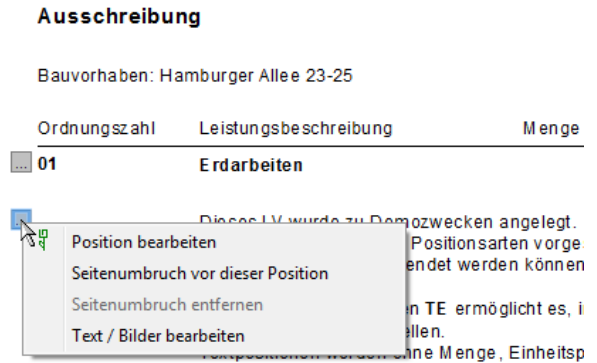 Ausschreibung
Bauvorhaben: Hamburger Allee 23-25
Ordnungszahl Leistungsbeschreibung Menge
... 01 Erdarbeiten
... Dieses LV wurde zu Demozwecken angelegt.
Position bearbeiten Positionsarten vorge
Seitenumbruch vor dieser Position endet werden können
Seitenumbruch entfernen en TE ermöglicht es, i
Text / Bilder bearbeiten ellen.
Textpositionen werden ohne Menge, Einheitsp